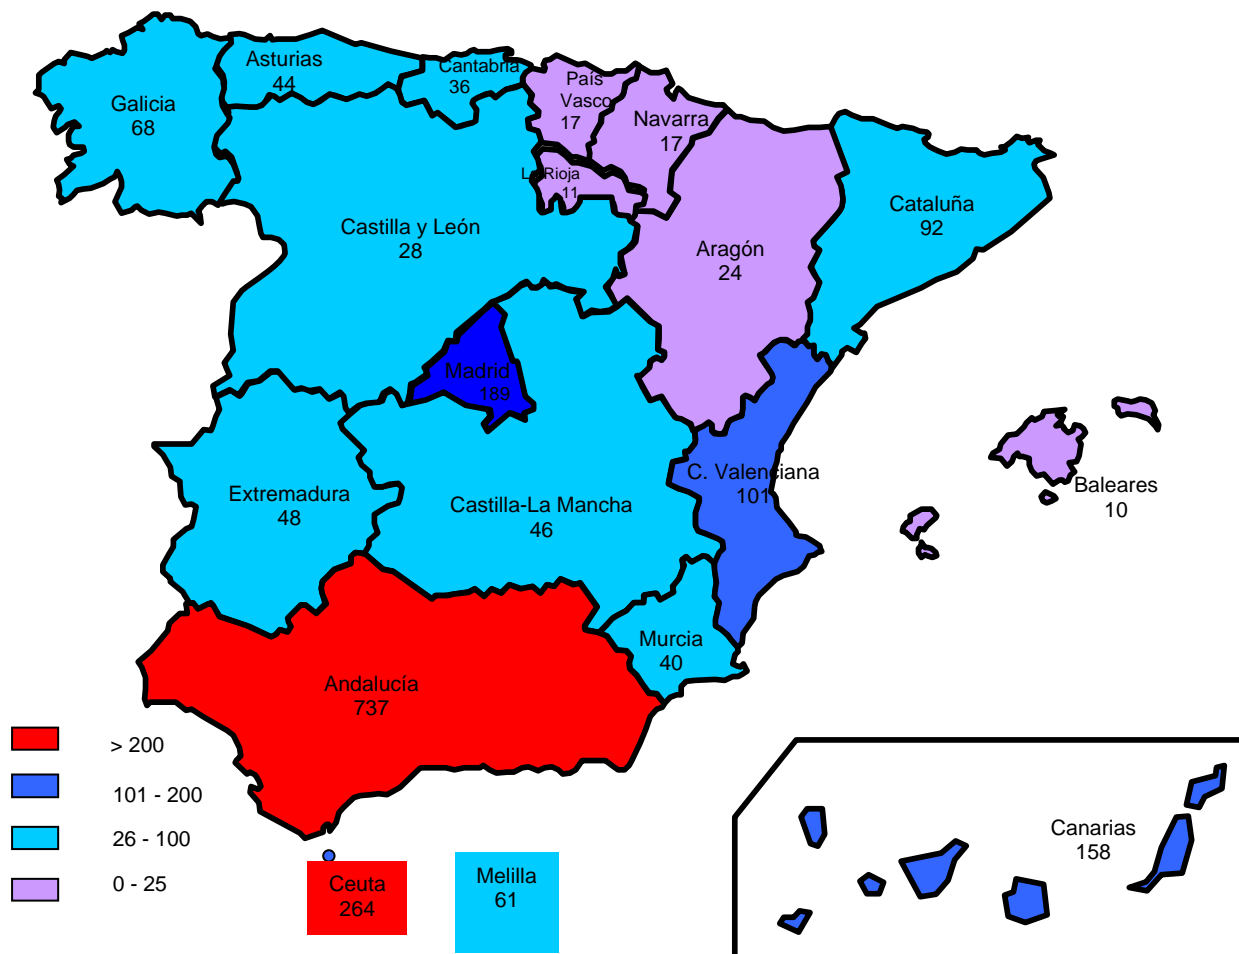 Asturias
44
Cantabria
36
País
Vasco
17
Galicia
68
Navarra
17
La Rioja
11
Castilla y León
28
Aragón
24
Cataluña
92
Madrid
189
C. Valenciana
101
Baleares
10
Extremadura
48
Castilla-La Mancha
46
Murcia
40
Andalucía
737
> 200
101 - 200
26 - 100
0 - 25
Ceuta
264
Melilla
61
Canarias
158